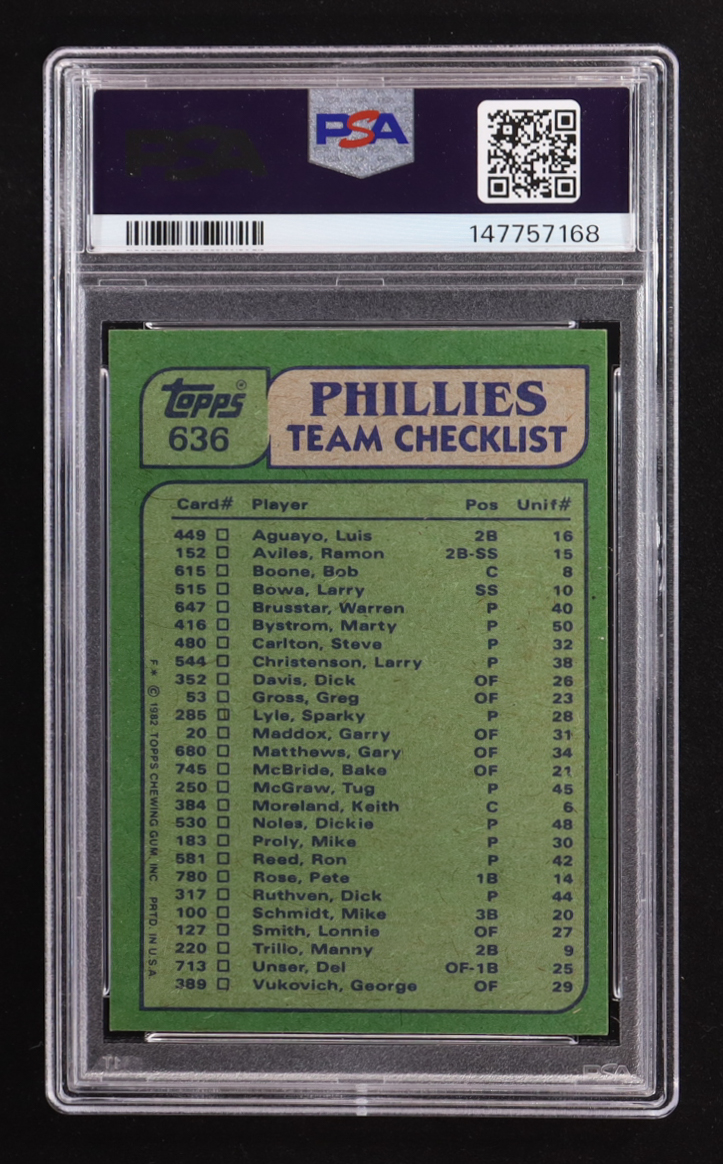 PSA
PSA
147757168
Topps
636
PHILLIES
TEAM CHECKLIST
Card# Player Pos Unif#
449 Aguayo, Luis 2B 16
152 Aviles, Ramon 2B-SS 15
615 Boone, Bob C 8
515 Bowa, Larry SS 10
647 Brusstar, Warren P 40
416 Bystrom, Marty P 50
480 Carlton, Steve P 32
544 Christenson, Larry P 38
352 Davis, Dick OF 26
53 Gross, Greg OF 23
285 Lyle, Sparky P 28
20 Maddox, Garry OF 31
680 Matthews, Gary OF 34
745 McBride, Bake OF 21
250 McGraw, Tug P 45
384 Moreland, Keith C 6
530 Noles, Dickie P 48
183 Proly, Mike P 30
581 Reed, Ron P 42
780 Rose, Pete 1B 14
317 Ruthven, Dick P 44
100 Schmidt, Mike 3B 20
127 Smith, Lonnie OF 27
220 Trillo, Manny 2B 9
713 Unser, Del OF-1B 25
389 Vukovich, George OF 29
F.* © 1982 TOPPS CHEWING GUM, INC PRTD. IN U.S.A.
PSA